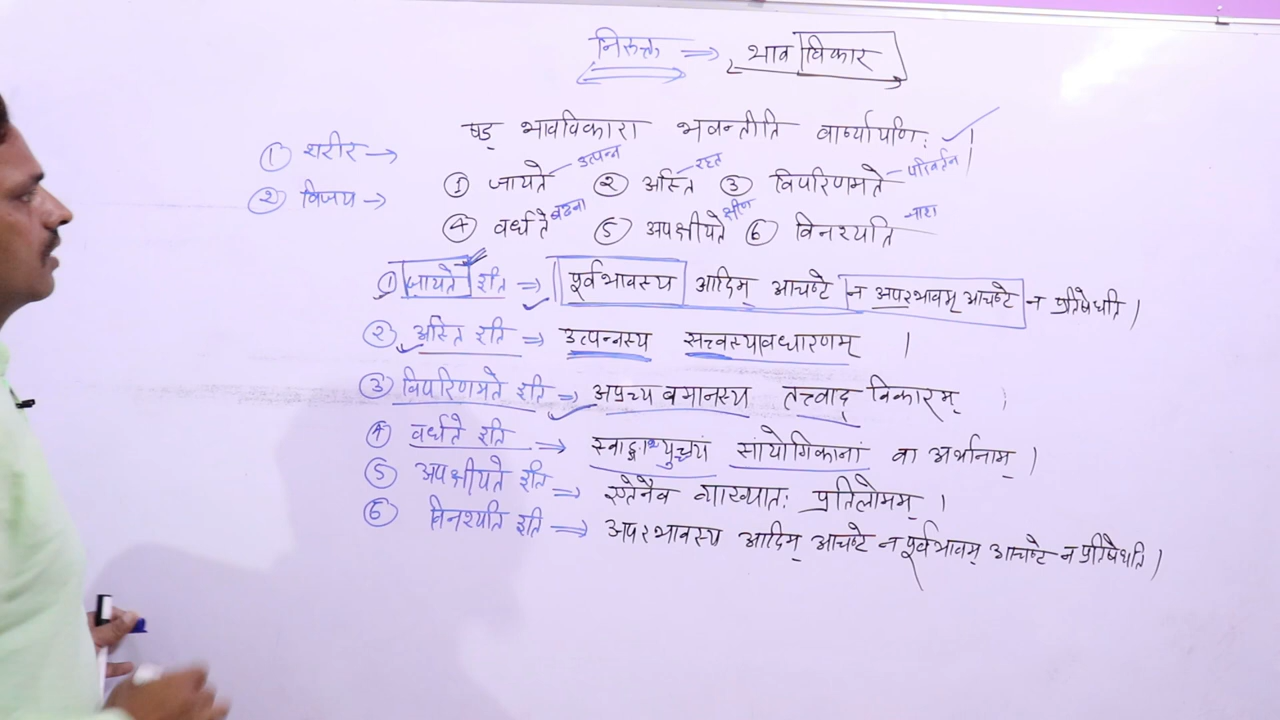 निरुक्त ⇒ भाव विकार
षड् भावविकारा भवन्तीति वार्ष्यायणिः ।
① शरीर →
② विजय →
① जायते - उत्पन्न ② अस्ति - रहत ③ विपरिणमते - परिवर्तन
④ वर्धते बढना ⑤ अपक्षीयते क्षीण ⑥ विनश्यति - नाश
① जायते इति ⇒ पूर्वभावस्य आदिम् आचष्टे न अपरभावम् आचष्टे न प्रतिषेधति ।
② अस्ति इति ⇒ उत्पन्नस्य सत्त्वस्यावधारणम् ।
③ विपरिणमते इति ⇒ अप्रच्यवमानस्य तत्त्वाद् विकारम् ।
④ वर्धते इति ⇒ स्वाङ्गाभ्युच्चयं सांयोगिकानां वा अर्थानाम् ।
⑤ अपक्षीयते इति ⇒ एतेनैव व्याख्यातः प्रतिलोमम् ।
⑥ विनश्यति इति ⇒ अपरभावस्य आदिम् आचष्टे न पूर्वभावम् आचष्टे न प्रतिषेधति ।